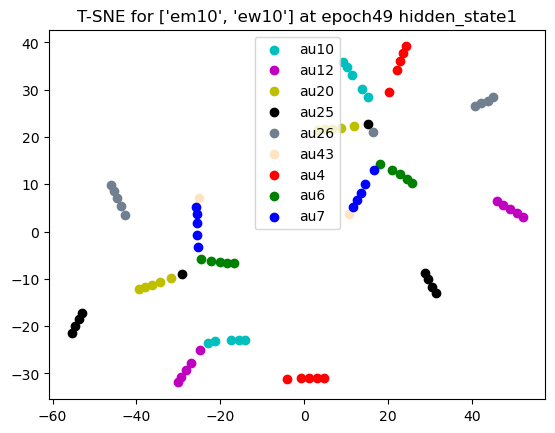 T-SNE for ['em10', 'ew10'] at epoch49 hidden_state1
au10
au12
au20
au25
au26
au43
au4
au6
au7
40
30
20
10
0
−10
−20
−30
−60
−40
−20
0
20
40